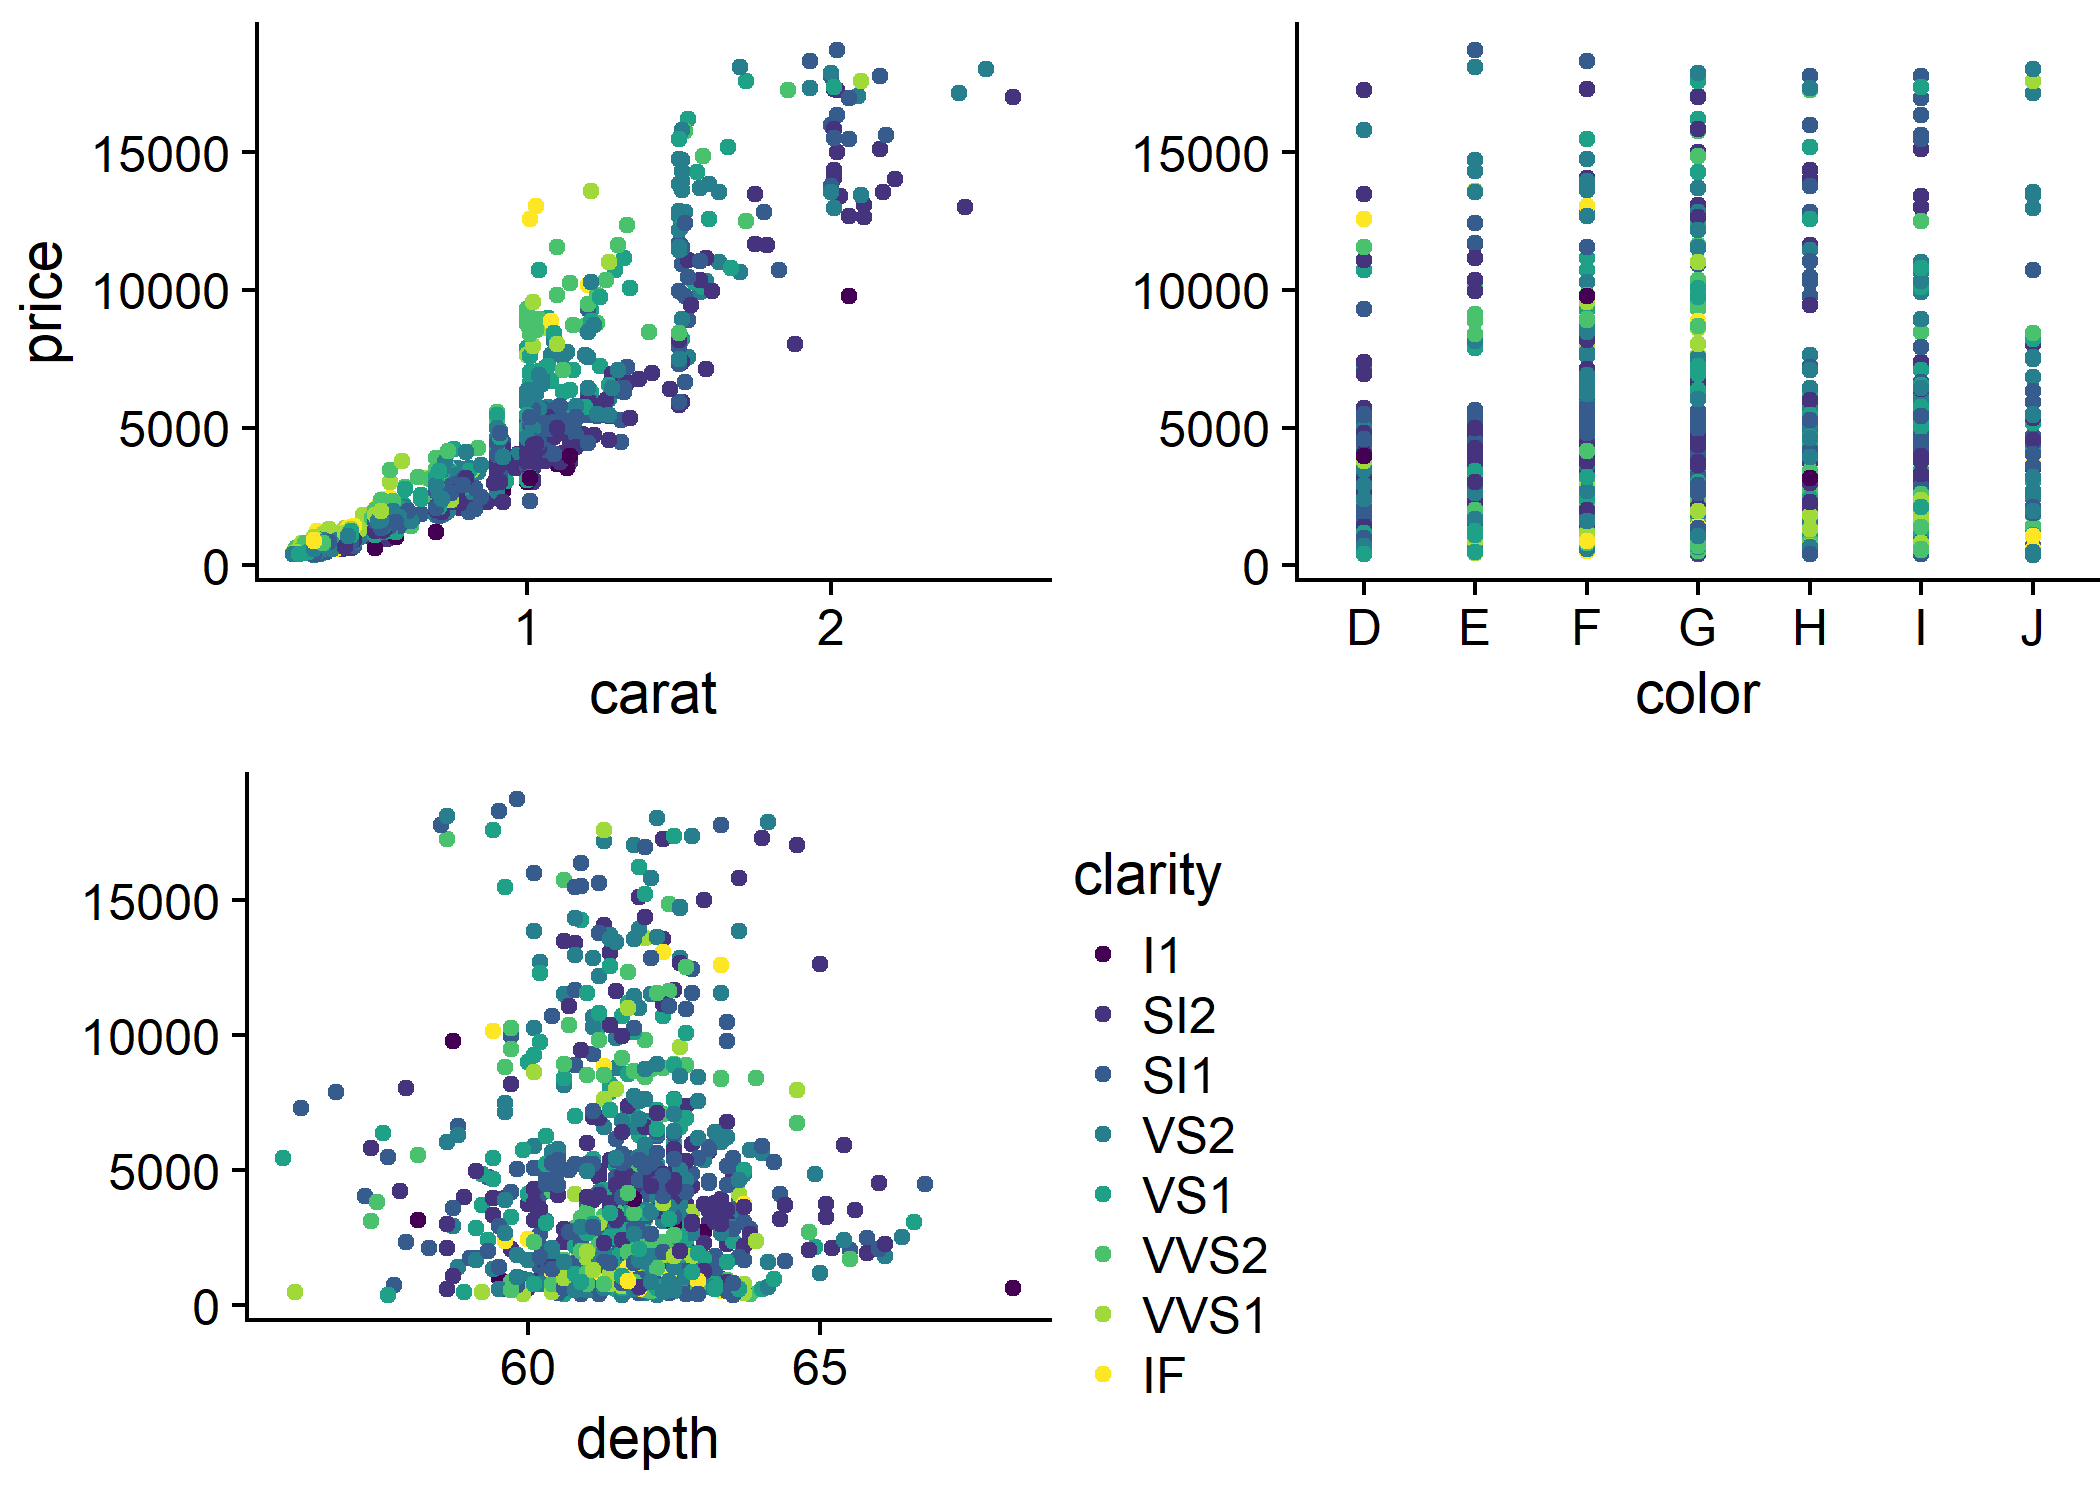 price
15000
10000
5000
0
1 2
carat
15000
10000
5000
0
D E F G H I J
color
15000
10000
5000
0
60 65
depth
clarity
I1
SI2
SI1
VS2
VS1
VVS2
VVS1
IF